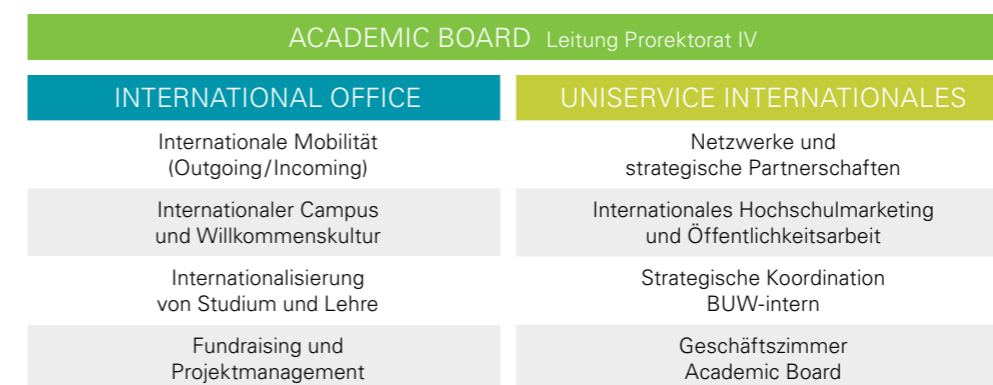 ACADEMIC BOARD Leitung Prorektorat IV
INTERNATIONAL OFFICE
Internationale Mobilität
(Outgoing/Incoming)
Internationaler Campus
und Willkommenskultur
Internationalisierung
von Studium und Lehre
Fundraising und
Projektmanagement
UNISERVICE INTERNATIONALES
Netzwerke und
strategische Partnerschaften
Internationales Hochschulmarketing
und Öffentlichkeitsarbeit
Strategische Koordination
BUW-intern
Geschäftszimmer
Academic Board